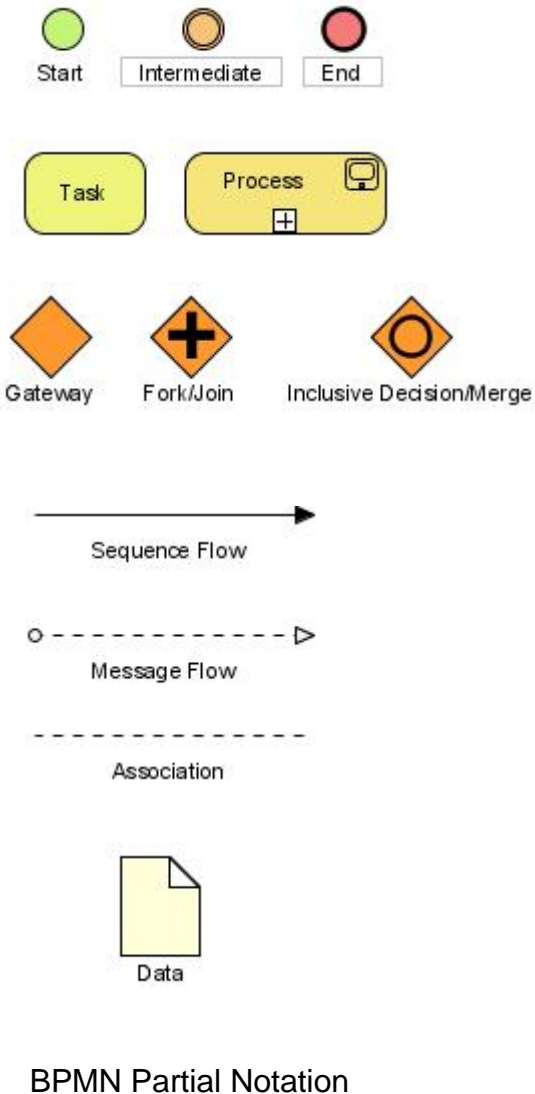 Start
Intermediate
End
Task
Process
Gateway
Fork/Join
Inclusive Decision/Merge
Sequence Flow
Message Flow
Association
Data
BPMN Partial Notation